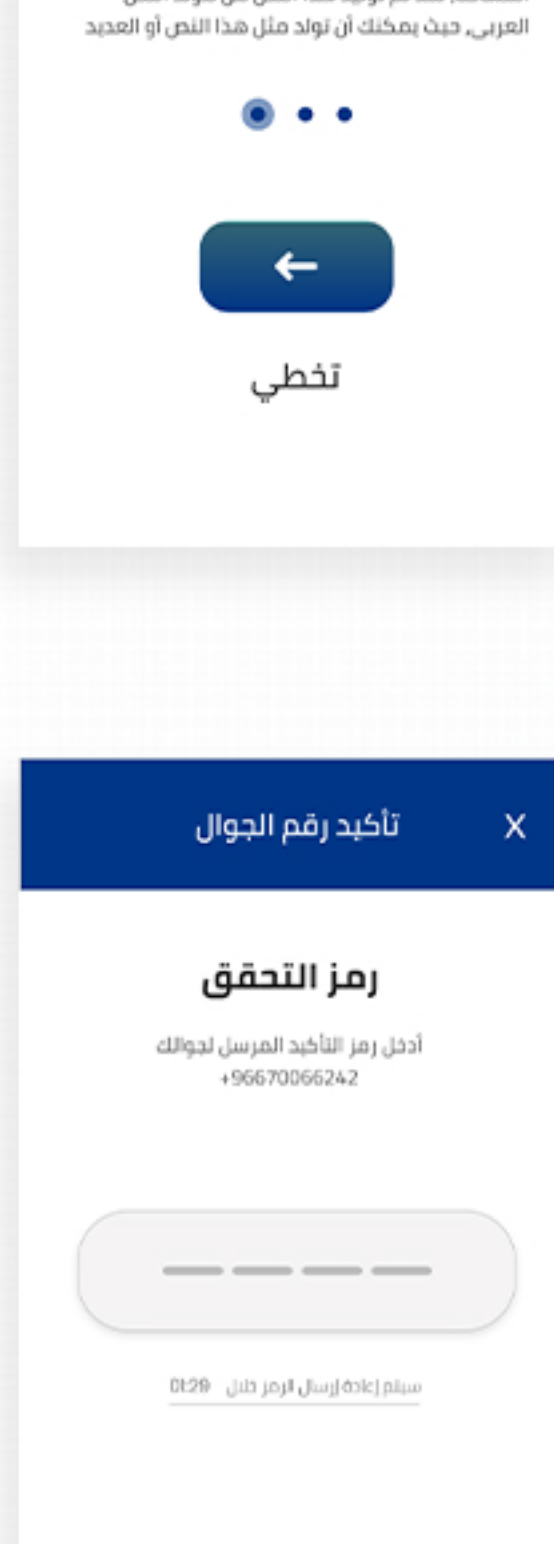 العربى, حيث يمكنك أن تولد مثل هذا النص أو العديد
تخطي
تأكيد رقم الجوال X
رمز التحقق
أدخل رمز التأكيد المرسل لجوالك
+96670066242
سيتم إعادة إرسال الرمز خلال 01:29